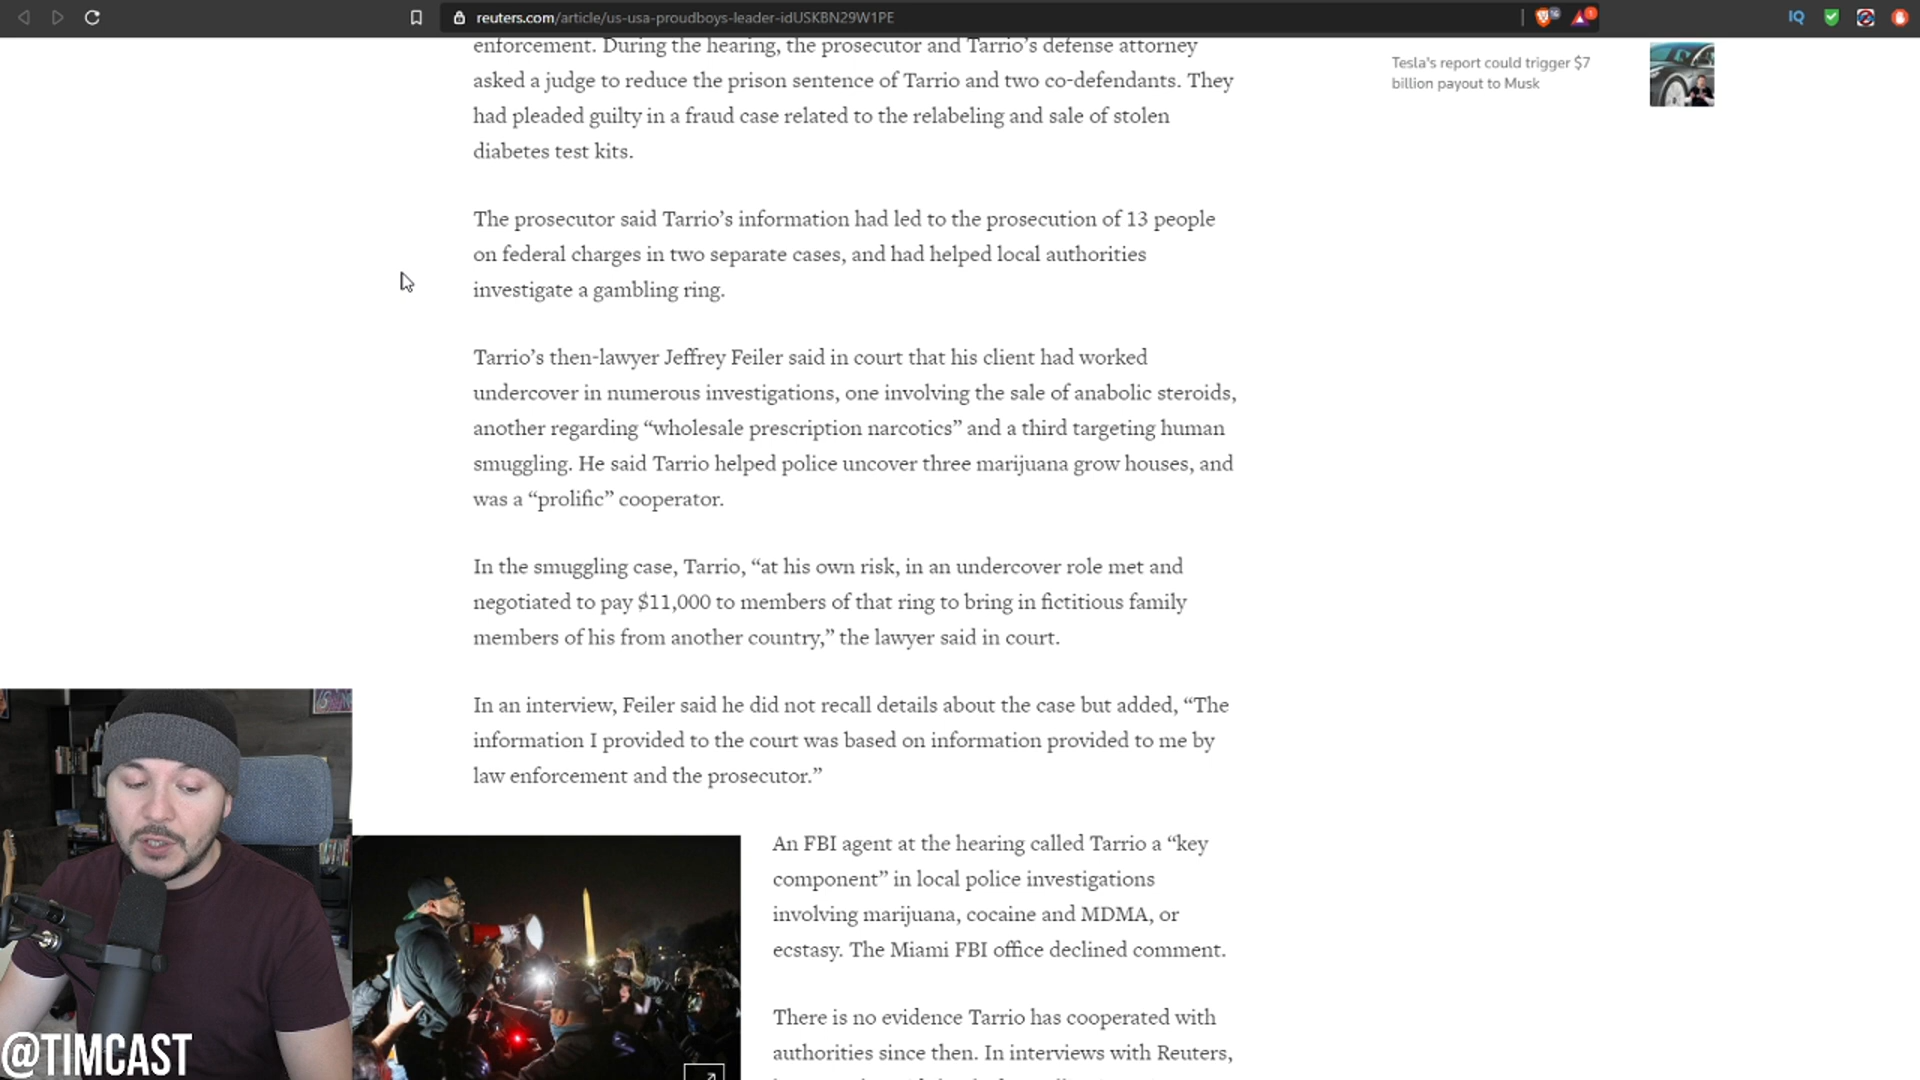 reuters.com/article/us-usa-proudboys-leader-idUSKBN29W1PE
IQ
enforcement. During the hearing, the prosecutor and Tarrio’s defense attorney
asked a judge to reduce the prison sentence of Tarrio and two co-defendants. They
had pleaded guilty in a fraud case related to the relabeling and sale of stolen
diabetes test kits.
Tesla's report could trigger $7
billion payout to Musk
The prosecutor said Tarrio’s information had led to the prosecution of 13 people
on federal charges in two separate cases, and had helped local authorities
investigate a gambling ring.
Tarrio’s then-lawyer Jeffrey Feiler said in court that his client had worked
undercover in numerous investigations, one involving the sale of anabolic steroids,
another regarding “wholesale prescription narcotics” and a third targeting human
smuggling. He said Tarrio helped police uncover three marijuana grow houses, and
was a “prolific” cooperator.
In the smuggling case, Tarrio, “at his own risk, in an undercover role met and
negotiated to pay $11,000 to members of that ring to bring in fictitious family
members of his from another country,” the lawyer said in court.
In an interview, Feiler said he did not recall details about the case but added, “The
information I provided to the court was based on information provided to me by
law enforcement and the prosecutor.”
An FBI agent at the hearing called Tarrio a “key
component” in local police investigations
involving marijuana, cocaine and MDMA, or
ecstasy. The Miami FBI office declined comment.
There is no evidence Tarrio has cooperated with
authorities since then. In interviews with Reuters,
@TIMCAST